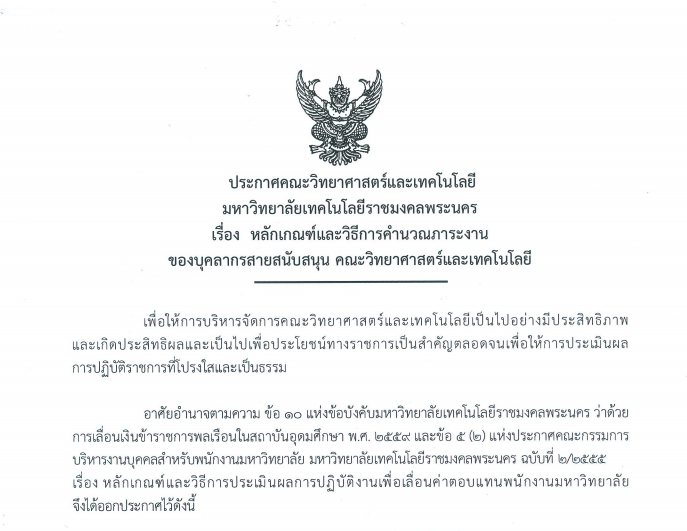 ประกาศคณะวิทยาศาสตร์และเทคโนโลยี
มหาวิทยาลัยเทคโนโลยีราชมงคลพระนคร
เรื่อง หลักเกณฑ์และวิธีการคำนวณภาระงาน
ของบุคลากรสายสนับสนุน คณะวิทยาศาสตร์และเทคโนโลยี
เพื่อให้การบริหารจัดการคณะวิทยาศาสตร์และเทคโนโลยีเป็นไปอย่างมีประสิทธิภาพ
และเกิดประสิทธิผลและเป็นไปเพื่อประโยชน์ทางราชการเป็นสำคัญตลอดจนเพื่อให้การประเมินผล
การปฏิบัติราชการที่โปร่งใสและเป็นธรรม
อาศัยอำนาจตามความ ข้อ ๑๐ แห่งข้อบังคับมหาวิทยาลัยเทคโนโลยีราชมงคลพระนคร ว่าด้วย
การเลื่อนเงินข้าราชการพลเรือนในสถาบันอุดมศึกษา พ.ศ. ๒๕๕๙ และข้อ ๕ (๒) แห่งประกาศคณะกรรมการ
บริหารงานบุคคลสำหรับพนักงานมหาวิทยาลัย มหาวิทยาลัยเทคโนโลยีราชมงคลพระนคร ฉบับที่ ๒/๒๕๕๕
เรื่อง หลักเกณฑ์และวิธีการประเมินผลการปฏิบัติงานเพื่อเลื่อนค่าตอบแทนพนักงานมหาวิทยาลัย
จึงได้ออกประกาศไว้ดังนี้